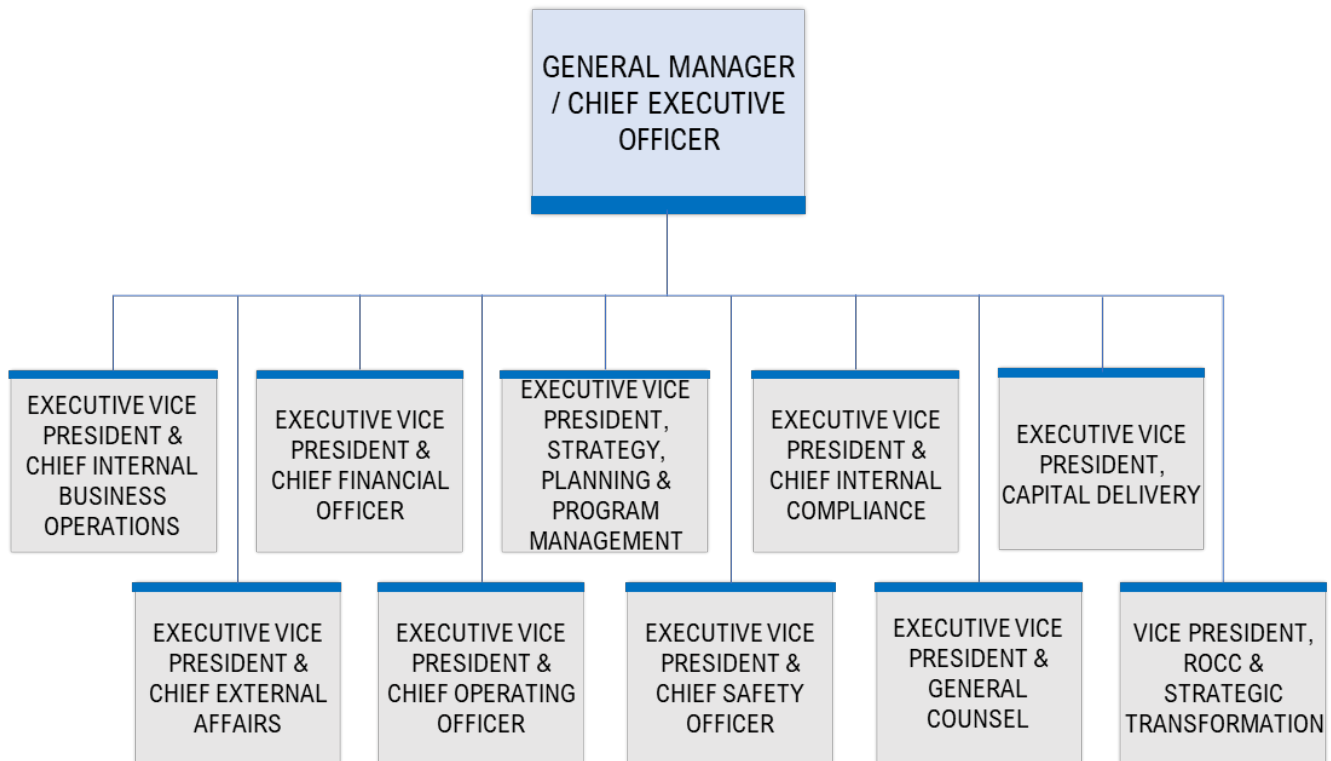 GENERAL MANAGER
/ CHIEF EXECUTIVE
OFFICER
EXECUTIVE VICE
PRESIDENT &
CHIEF INTERNAL
BUSINESS
OPERATIONS
EXECUTIVE VICE
PRESIDENT &
CHIEF FINANCIAL
OFFICER
EXECUTIVE VICE
PRESIDENT,
STRATEGY,
PLANNING &
PROGRAM
MANAGEMENT
EXECUTIVE VICE
PRESIDENT &
CHIEF INTERNAL
COMPLIANCE
EXECUTIVE VICE
PRESIDENT,
CAPITAL DELIVERY
EXECUTIVE VICE
PRESIDENT &
CHIEF EXTERNAL
AFFAIRS
EXECUTIVE VICE
PRESIDENT &
CHIEF OPERATING
OFFICER
EXECUTIVE VICE
PRESIDENT &
CHIEF SAFETY
OFFICER
EXECUTIVE VICE
PRESIDENT &
GENERAL
COUNSEL
VICE PRESIDENT,
ROCC &
STRATEGIC
TRANSFORMATION